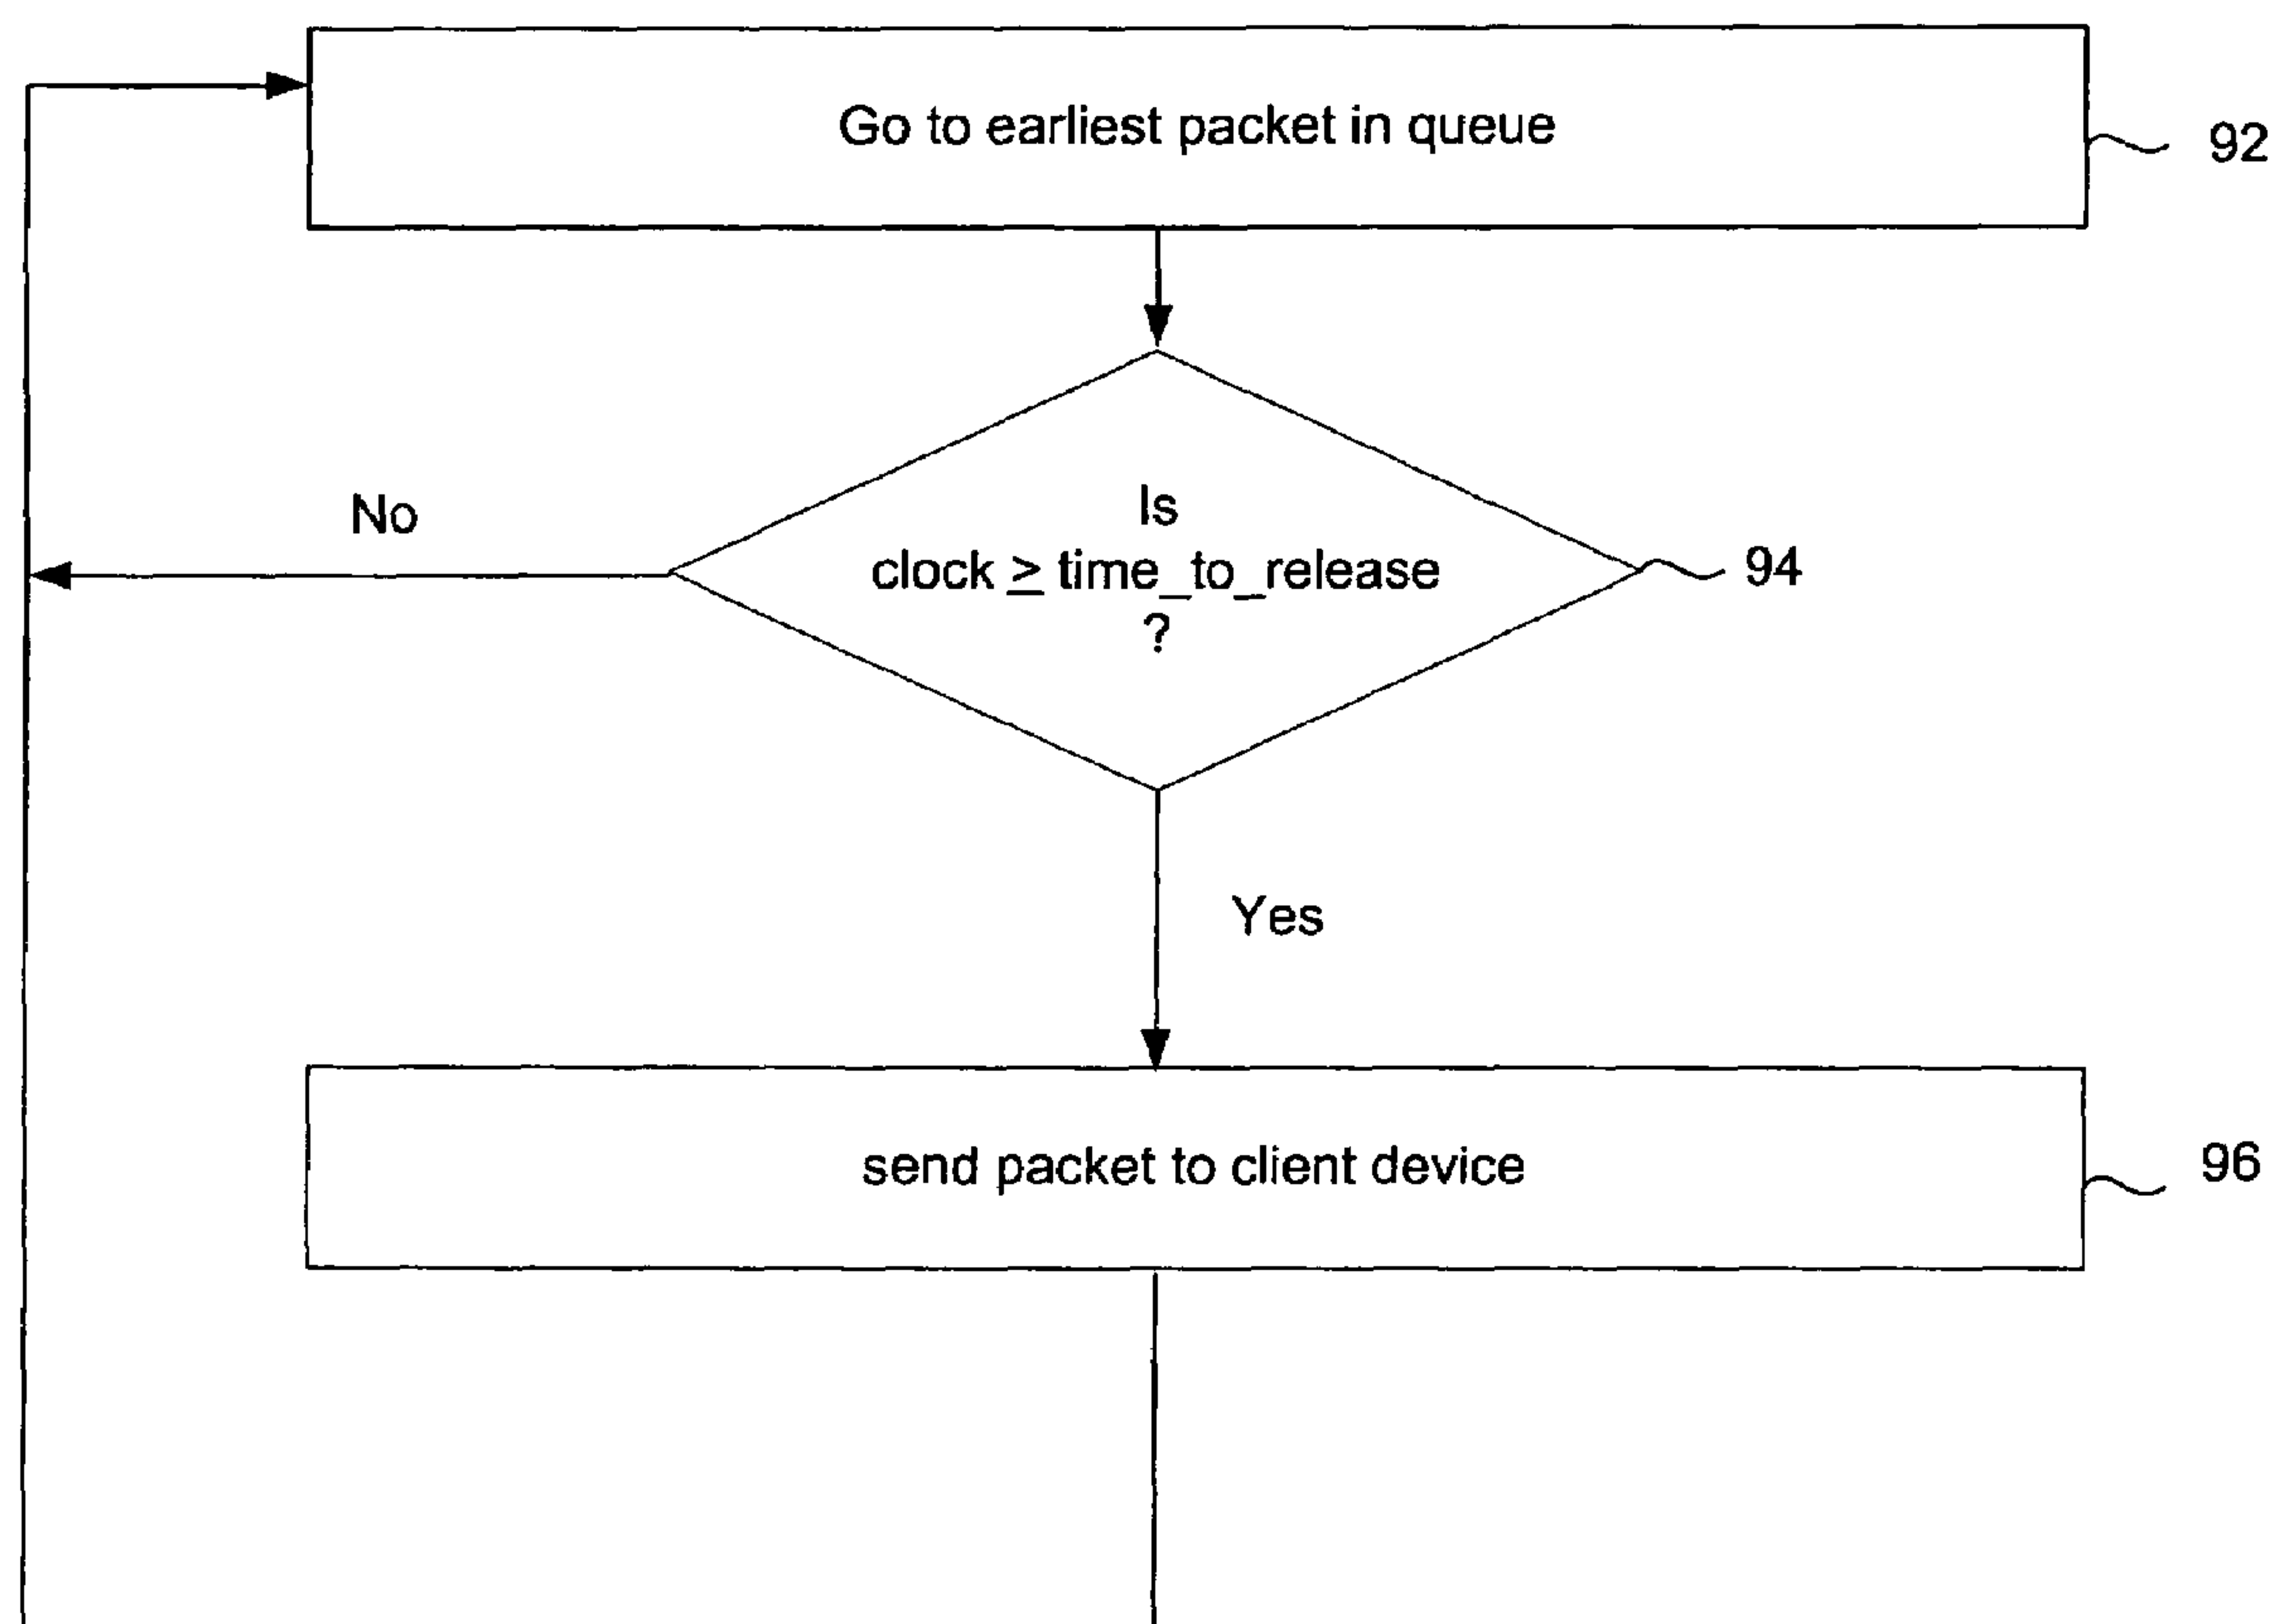 Go to earliest packet in queue
92
No
Is
clock ≥ time_to_release
?
94
Yes
send packet to client device
96